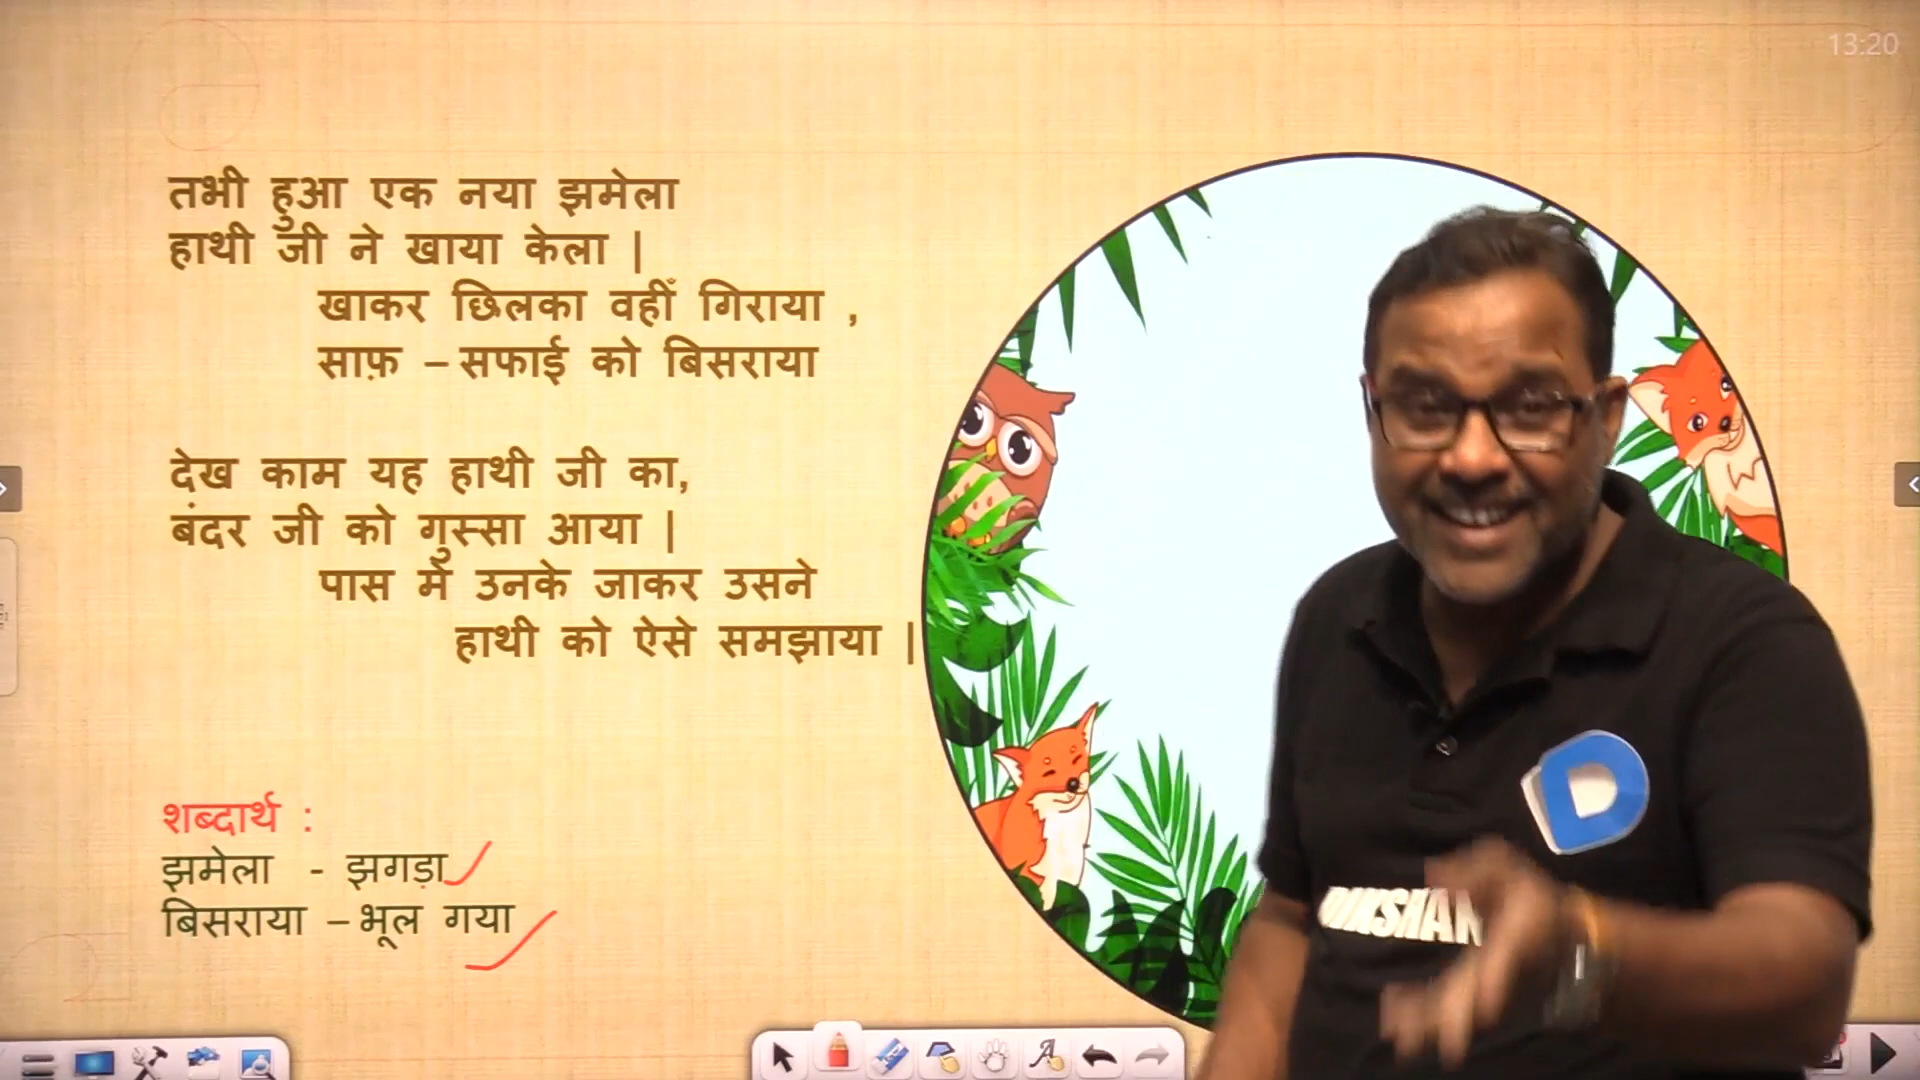 13:20
तभी हुआ एक नया झमेला
हाथी जी ने खाया केला |
खाकर छिलका वहीँ गिराया ,
साफ़ – सफाई को बिसराया
देख काम यह हाथी जी का,
बंदर जी को गुस्सा आया |
पास में उनके जाकर उसने
हाथी को ऐसे समझाया |
शब्दार्थ :
झमेला - झगड़ा
बिसराया – भूल गया
D